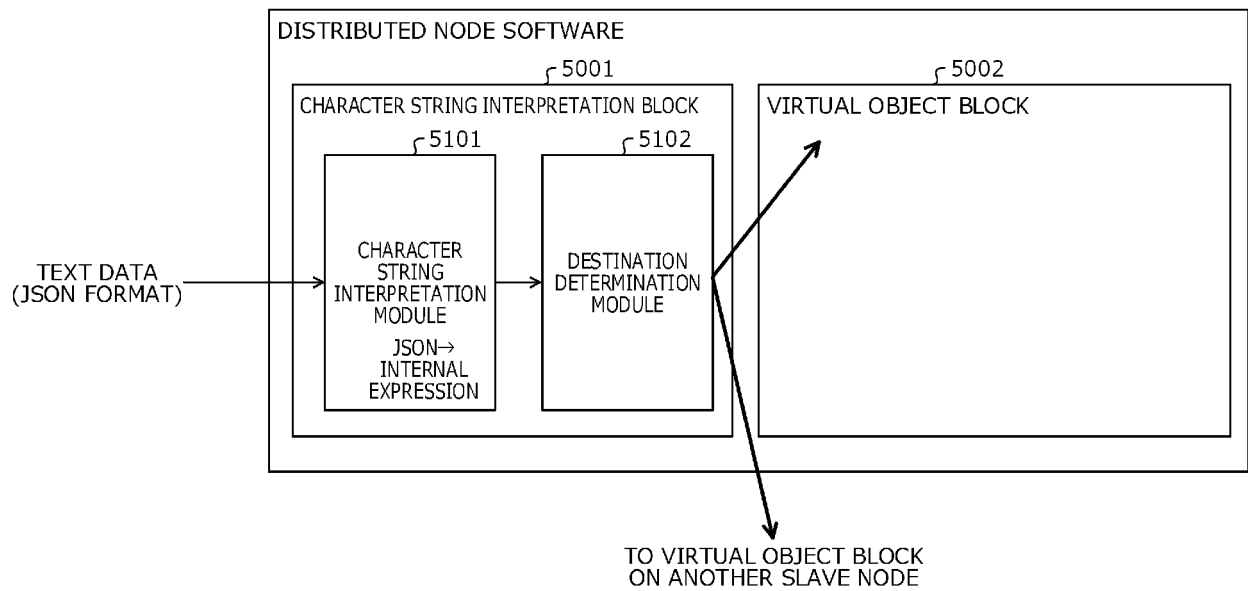 DISTRIBUTED NODE SOFTWARE
5001
5002
CHARACTER STRING INTERPRETATION BLOCK
VIRTUAL OBJECT BLOCK
5101
5102
TEXT DATA
(JSON FORMAT)
CHARACTER
STRING
INTERPRETATION
MODULE
JSON→
INTERNAL
EXPRESSION
DESTINATION
DETERMINATION
MODULE
TO VIRTUAL OBJECT BLOCK
ON ANOTHER SLAVE NODE